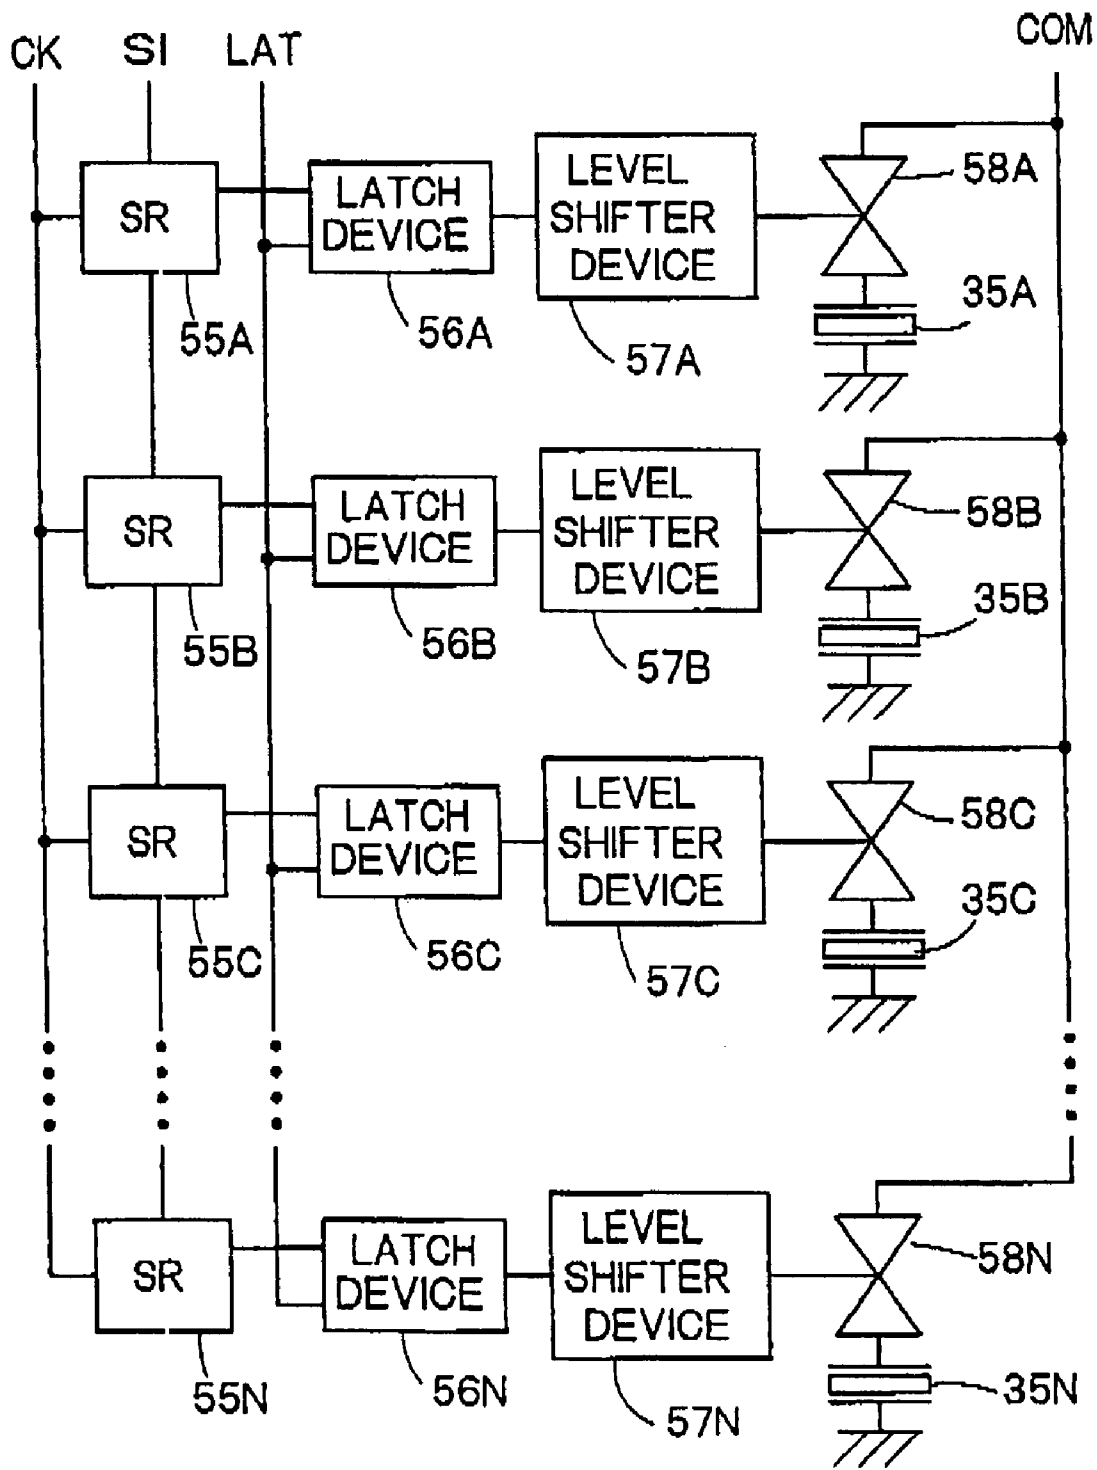 CK SI LAT COM
SR
LATCH
DEVICE
LEVEL
SHIFTER
DEVICE
58A
35A
55A
56A
57A
SR
LATCH
DEVICE
LEVEL
SHIFTER
DEVICE
58B
35B
55B
56B
57B
SR
LATCH
DEVICE
LEVEL
SHIFTER
DEVICE
58C
35C
55C
56C
57C
SR
LATCH
DEVICE
LEVEL
SHIFTER
DEVICE
58N
35N
55N
56N
57N